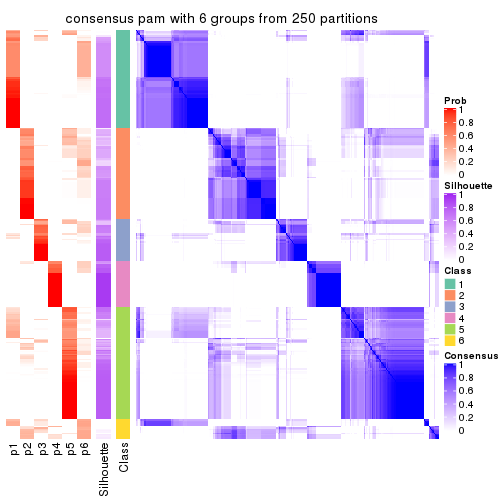 consensus pam with 6 groups from 250 partitions
Prob
1
0.8
0.6
0.4
0.2
0
Silhouette
1
0.8
0.6
0.4
0.2
0
Class
1
2
3
4
5
6
Consensus
1
0.8
0.6
0.4
0.2
0
p1
p2
p3
p4
p5
p6
Silhouette
Class